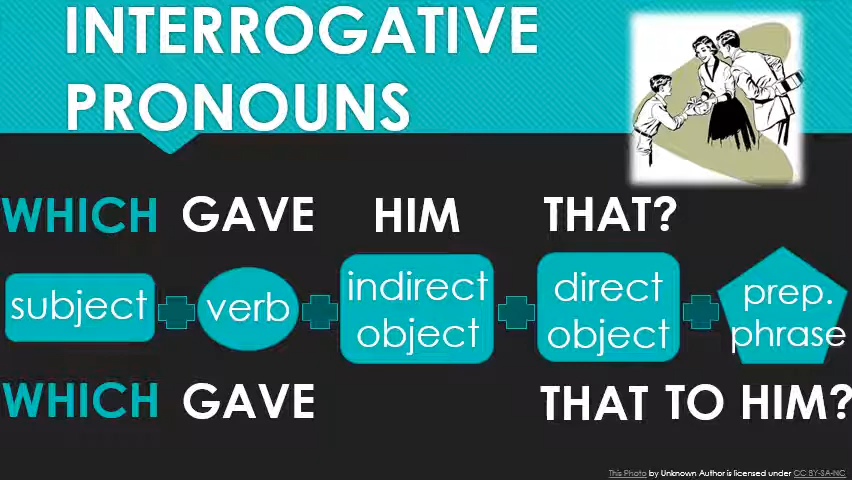 INTERROGATIVE
PRONOUNS
WHICH GAVE HIM THAT?
subject verb indirect object direct object prep. phrase
WHICH GAVE THAT TO HIM?
This Photo by Unknown Author is licensed under CC BY-SA-NC